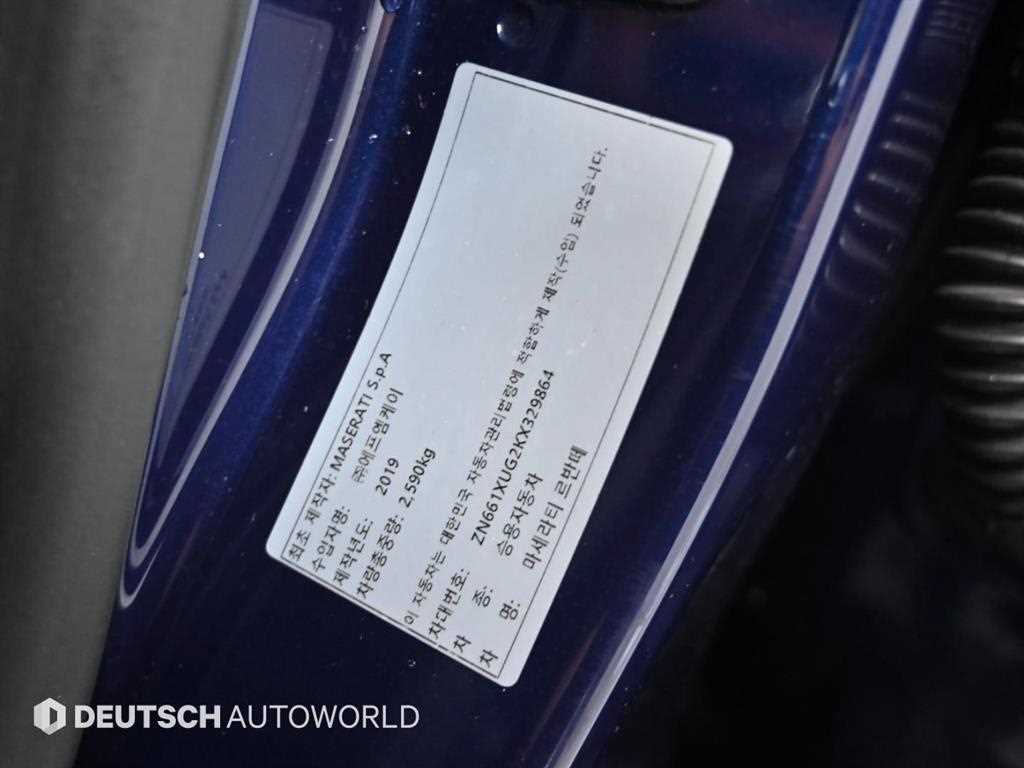 최초 제작자: MASERATI S.p.A
수입자명: ㈜에프엠케이
제작년도: 2019
차량총중량: 2,590kg
이 자동차는 대한민국 자동차관리법령에 적합하게 제작(수입) 되었습니다.
차대번호: ZN661XUG2KX329864
차 종: 승용자동차
차 명: 마세라티 르반떼
DEUTSCH AUTOWORLD